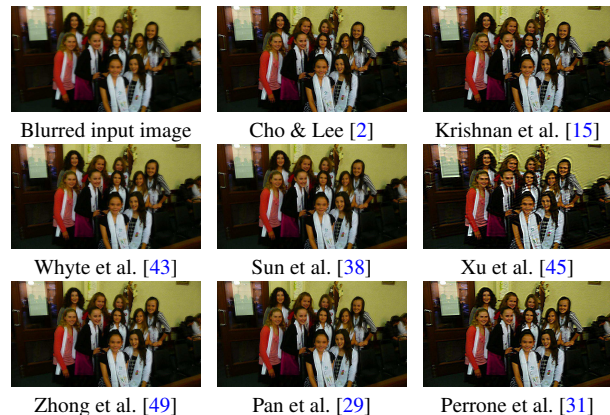 Blurred input image
Cho & Lee [2]
Krishnan et al. [15]
Whyte et al. [43]
Sun et al. [38]
Xu et al. [45]
Zhong et al. [49]
Pan et al. [29]
Perrone et al. [31]